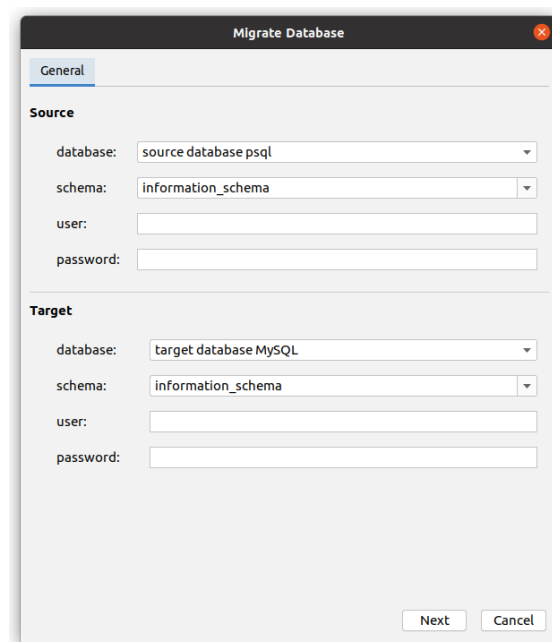 Migrate Database
General
Source
database: source database psql
schema: information_schema
user:
password:
Target
database: target database MySQL
schema: information_schema
user:
password:
Next Cancel